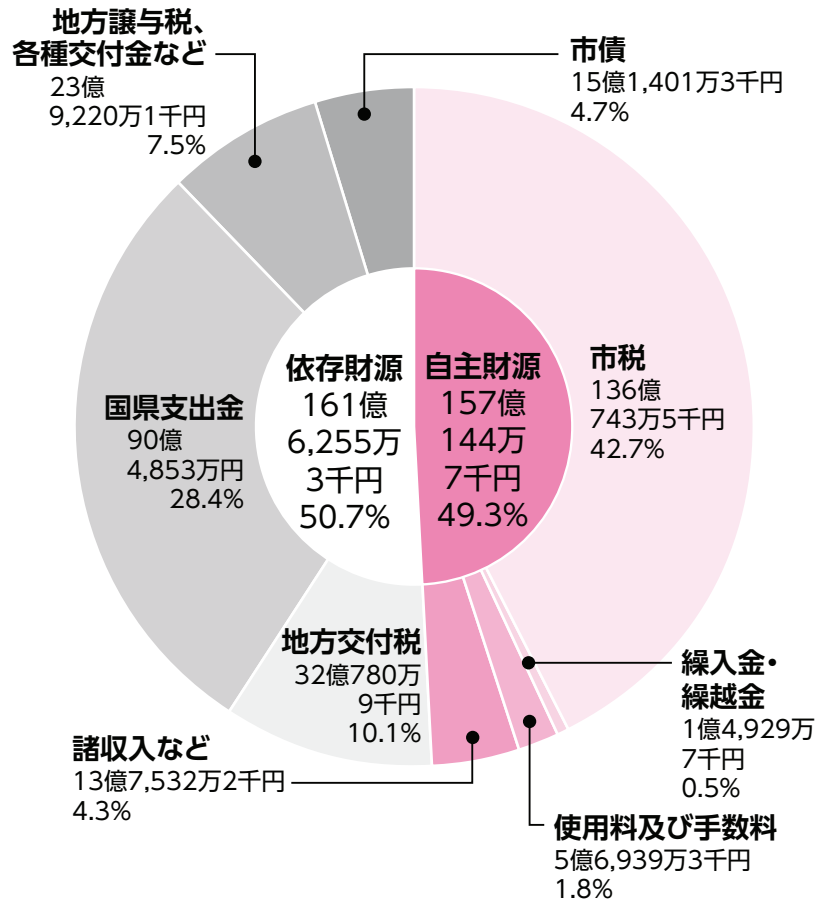 地方譲与税、
各種交付金など
23億
9,220万1千円
7.5%
市債
15億1,401万3千円
4.7%
市税
136億
743万5千円
42.7%
依存財源
161億
6,255万
3千円
50.7%
自主財源
157億
144万
7千円
49.3%
国県支出金
90億
4,853万円
28.4%
地方交付税
32億780万
9千円
10.1%
繰入金・
繰越金
1億4,929万
7千円
0.5%
諸収入など
13億7,532万2千円
4.3%
使用料及び手数料
5億6,939万3千円
1.8%